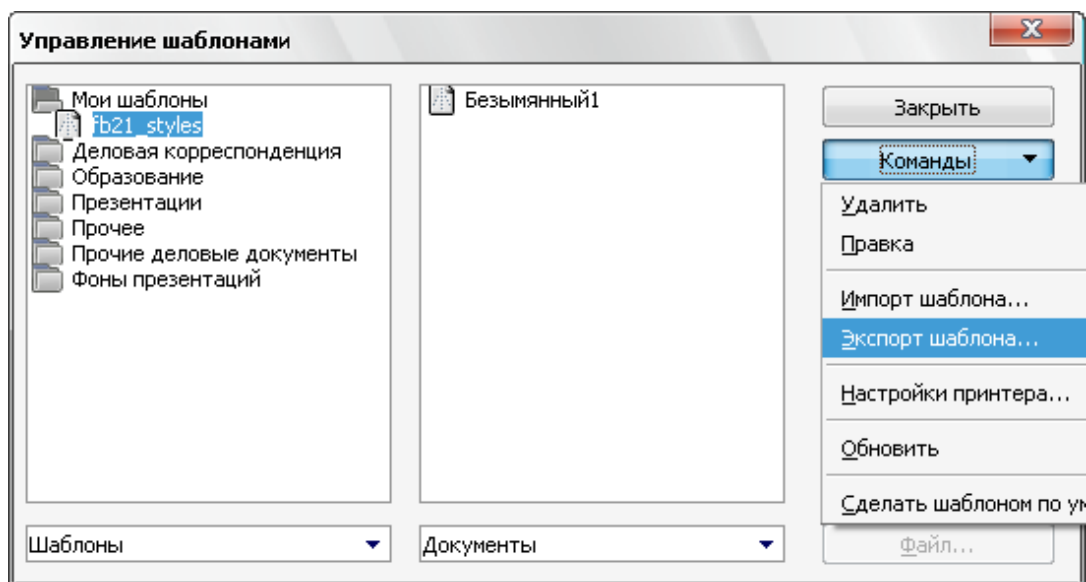 Управление шаблонами
Мои шаблоны
fb21_styles
Деловая корреспонденция
Образование
Презентации
Прочее
Прочие деловые документы
Фоны презентаций
Шаблоны
Безымянный1
Документы
Закрыть
Команды
Удалить
Правка
Импорт шаблона...
Экспорт шаблона...
Настройки принтера...
Обновить
Сделать шаблоном по ум
Файл...